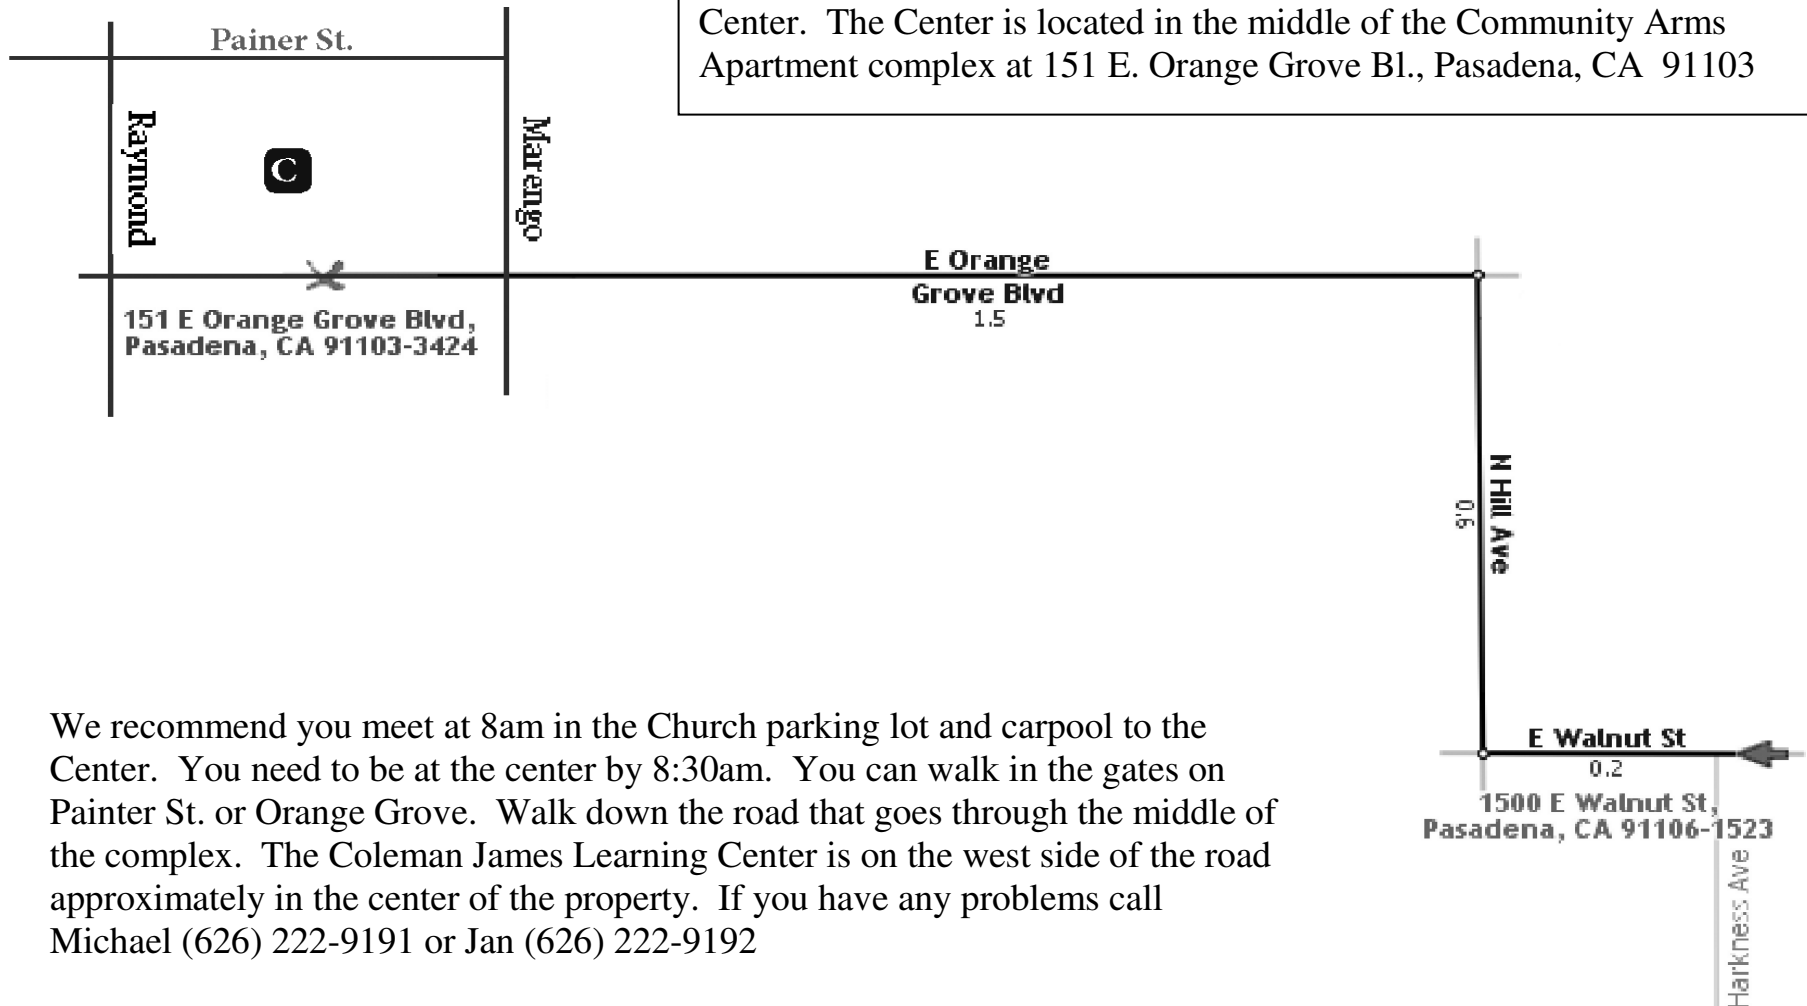 Center.  The Center is located in the middle of the Community Arms
Apartment complex at 151 E. Orange Grove Bl., Pasadena, CA  91103
Painer St.
Raymond
C
Marengo
E Orange
Grove Blvd
1.5
151 E Orange Grove Blvd,
Pasadena, CA 91103-3424
N Hill Ave
0.6
E Walnut St
0.2
1500 E Walnut St,
Pasadena, CA 91106-1523
Harkness Ave
We recommend you meet at 8am in the Church parking lot and carpool to the
Center.  You need to be at the center by 8:30am.  You can walk in the gates on
Painter St. or Orange Grove.  Walk down the road that goes through the middle of
the complex.  The Coleman James Learning Center is on the west side of the road
approximately in the center of the property.  If you have any problems call
Michael (626) 222-9191 or Jan (626) 222-9192